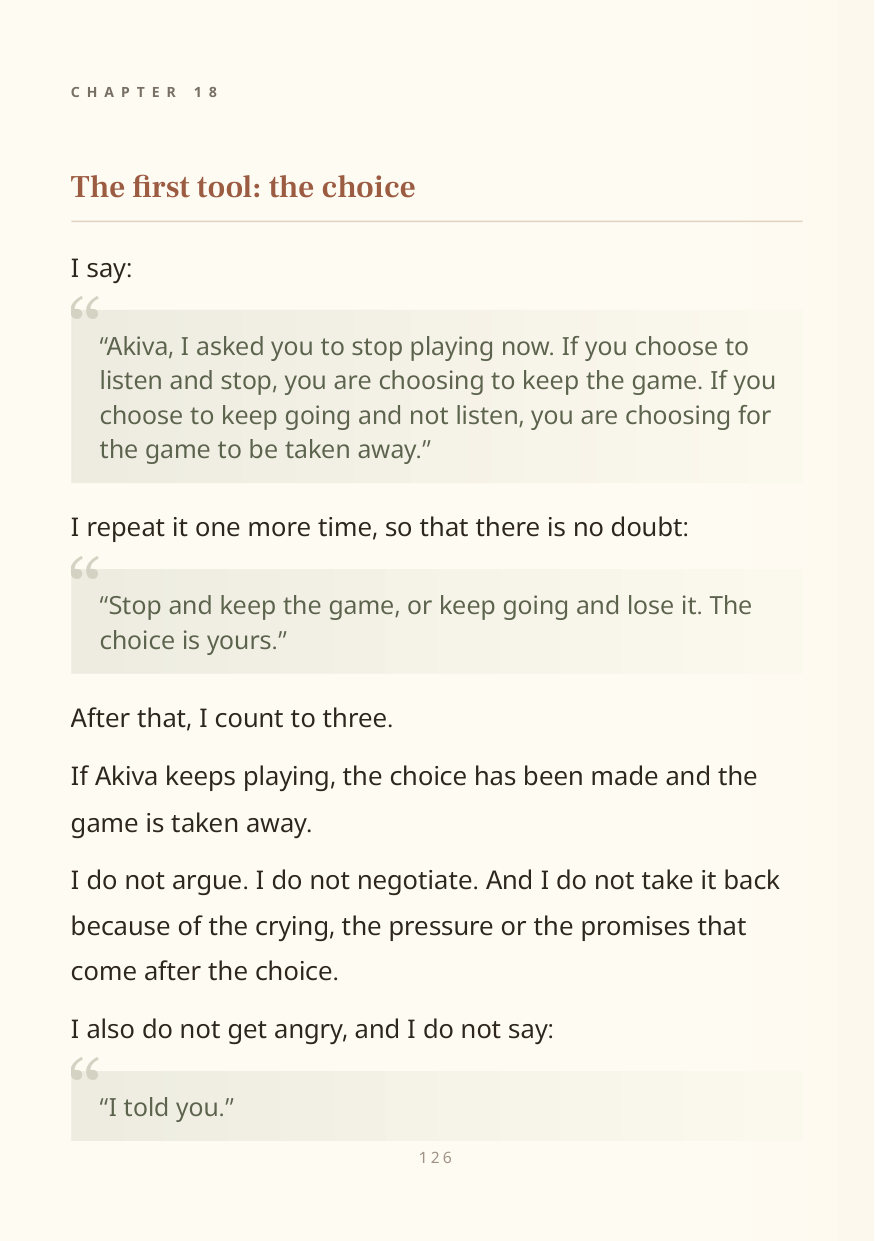 CHAPTER 18
The first tool: the choice
I say:
“Akiva, I asked you to stop playing now. If you choose to
listen and stop, you are choosing to keep the game. If you
choose to keep going and not listen, you are choosing for
the game to be taken away.”
I repeat it one more time, so that there is no doubt:
“Stop and keep the game, or keep going and lose it. The
choice is yours.”
After that, I count to three.
If Akiva keeps playing, the choice has been made and the
game is taken away.
I do not argue. I do not negotiate. And I do not take it back
because of the crying, the pressure or the promises that
come after the choice.
I also do not get angry, and I do not say:
“I told you.”
126